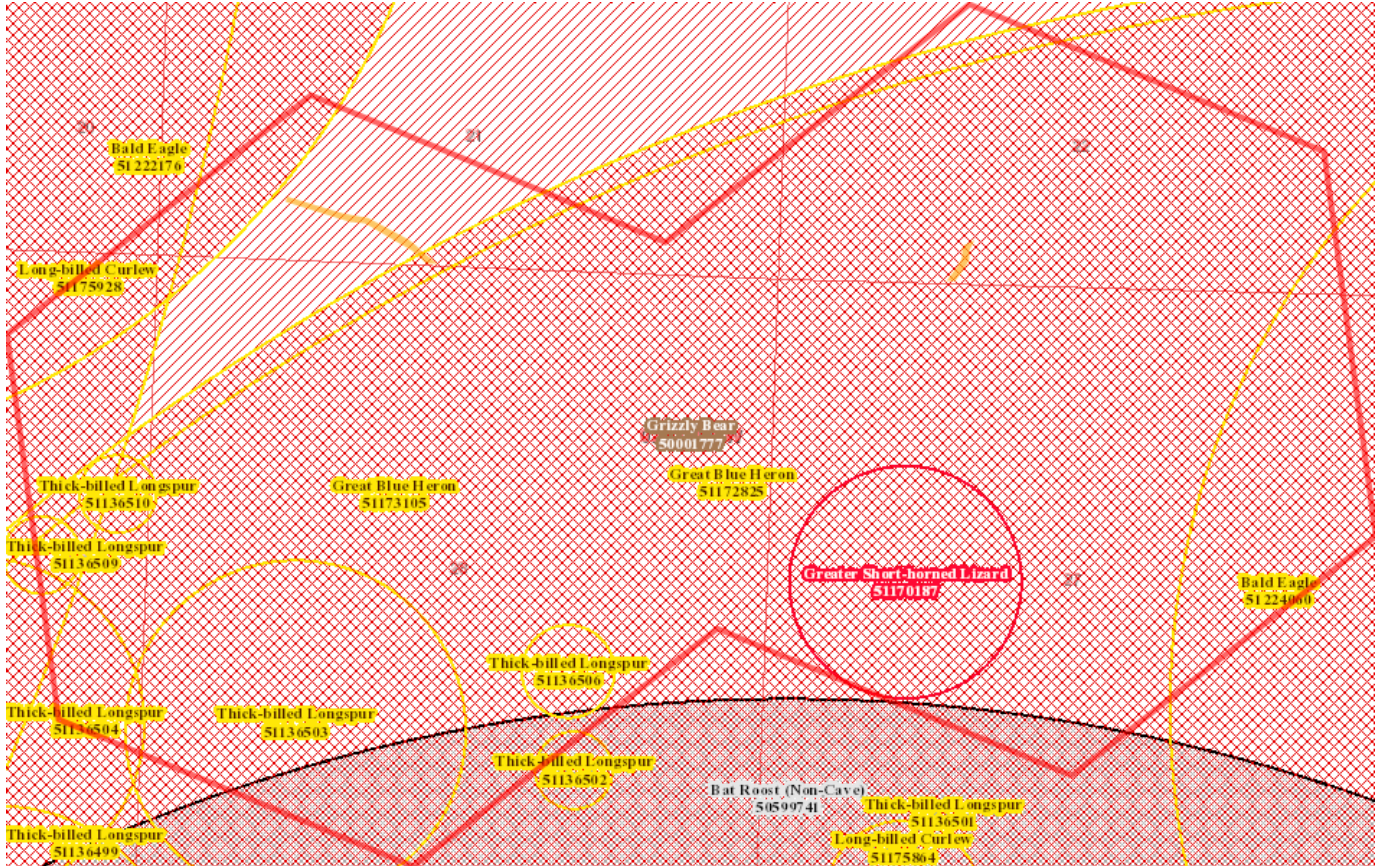 20
21
22
Bald Eagle
51222176
Long-billed Curlew
51175928
Grizzly Bear
50001777
Thick-billed Longspur
51136510
Great Blue Heron
51173105
Great Blue Heron
51172825
Thick-billed Longspur
51136509
28
Greater Short-horned Lizard
51170187
27
Bald Eagle
51224060
Thick-billed Longspur
51136506
Thick-billed Longspur
51136504
Thick-billed Longspur
51136503
Thick-billed Longspur
51136502
Bat Roost (Non-Cave)
50599741
Thick-billed Longspur
51136501
Thick-billed Longspur
51136499
Long-billed Curlew
51175864